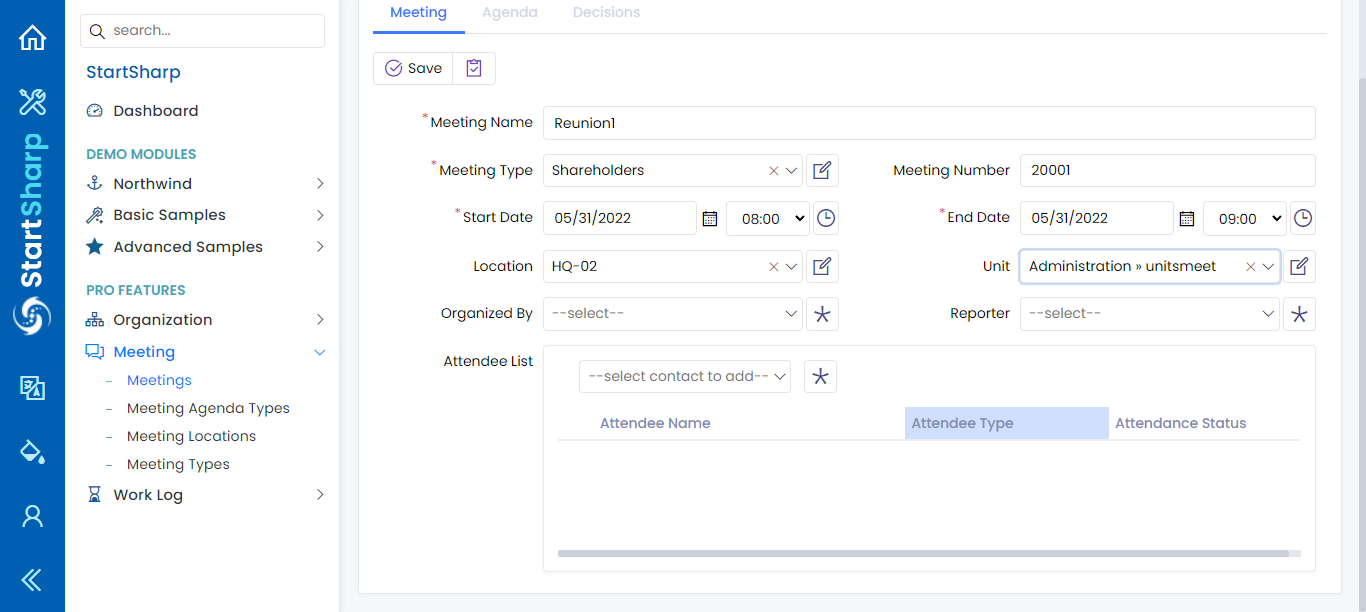 search...
StartSharp
Dashboard
DEMO MODULES
Northwind
Basic Samples
Advanced Samples
PRO FEATURES
Organization
Meeting
Meetings
Meeting Agenda Types
Meeting Locations
Meeting Types
Work Log
StartSharp
Meeting Agenda Decisions
Save
*Meeting Name Reunion1
*Meeting Type Shareholders Meeting Number 20001
*Start Date 05/31/2022 08:00 *End Date 05/31/2022 09:00
Location HQ-02 Unit Administration » unitsmeet
Organized By --select-- Reporter --select--
Attendee List
--select contact to add--
Attendee Name Attendee Type Attendance Status